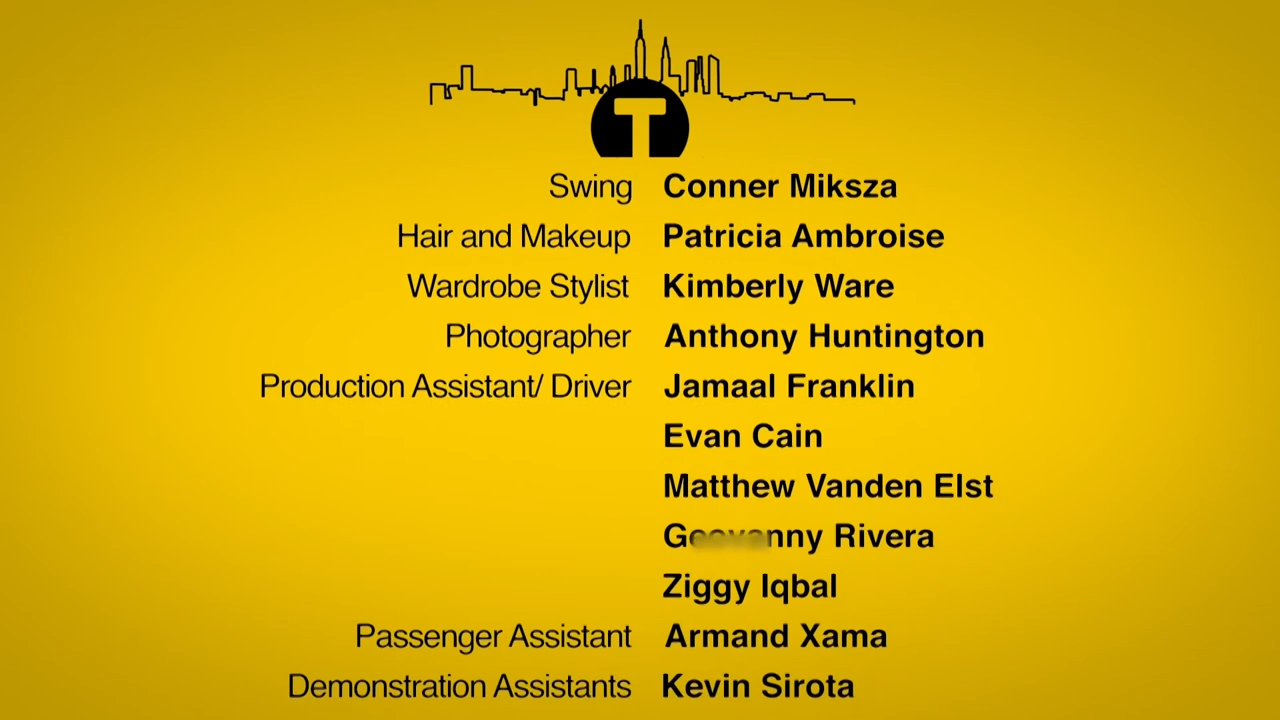 T
Swing Conner Miksza
Hair and Makeup Patricia Ambroise
Wardrobe Stylist Kimberly Ware
Photographer Anthony Huntington
Production Assistant/ Driver Jamaal Franklin
Evan Cain
Matthew Vanden Elst
Rivera
Ziggy Iqbal
Passenger Assistant Armand Xama
Demonstration Assistants Kevin Sirota